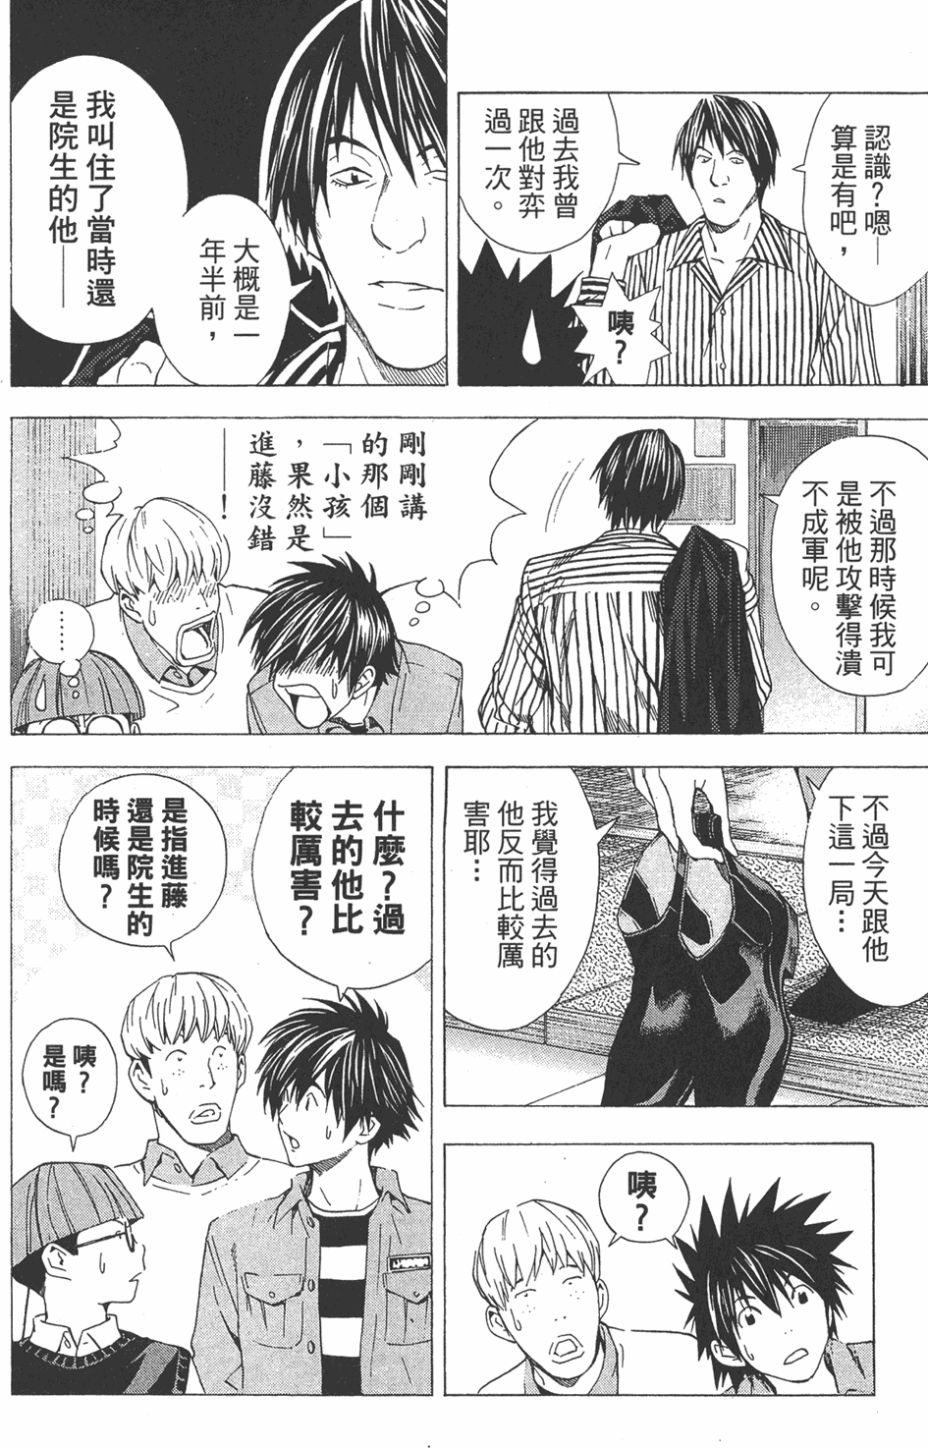 認識？嗯—
算是有吧，
過去我曾
跟他對弈
過一次。
咦？
大概是一
年半前，
我叫住了當時還
是院生的他——
不過那時候我可
是被他攻擊得潰
不成軍呢。
剛剛講
的那個
「小孩」
，果然是
進藤沒錯
——！
……
不過今天跟他
下這一局…
我覺得過去的
他反而比較厲
害耶…
咦？
什麼？過
去的他比
較厲害？
是指進藤
還是院生的
時候嗎？
咦？
是嗎？